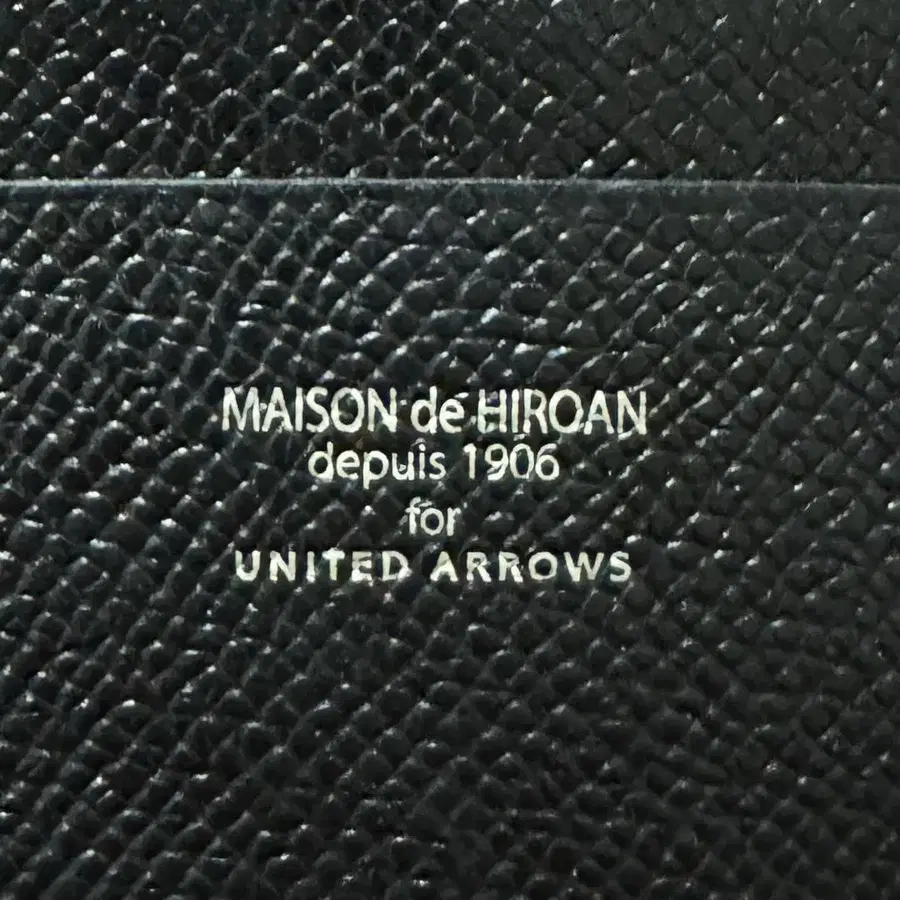 MAISON de HIROAN
depuis 1906
for
UNITED ARROWS